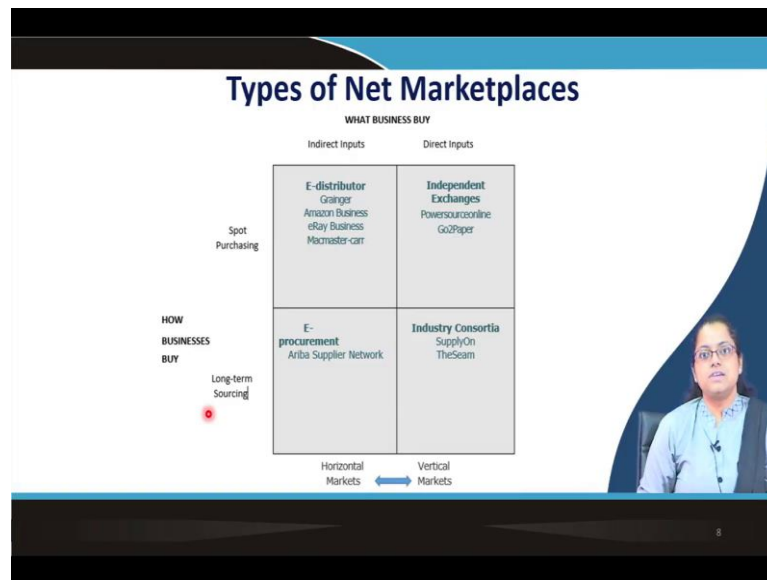 Types of Net Marketplaces
WHAT BUSINESS BUY
Indirect Inputs
Direct Inputs
Spot
Purchasing
E-distributor
Grainger
Amazon Business
eRay Business
Macmaster-carr
Independent
Exchanges
Powersourceonline
Go2Paper
HOW
BUSINESSES
BUY
Long-term
Sourcing
E-
procurement
Ariba Supplier Network
Industry Consortia
SupplyOn
TheSeam
Horizontal
Markets
Vertical
Markets
8